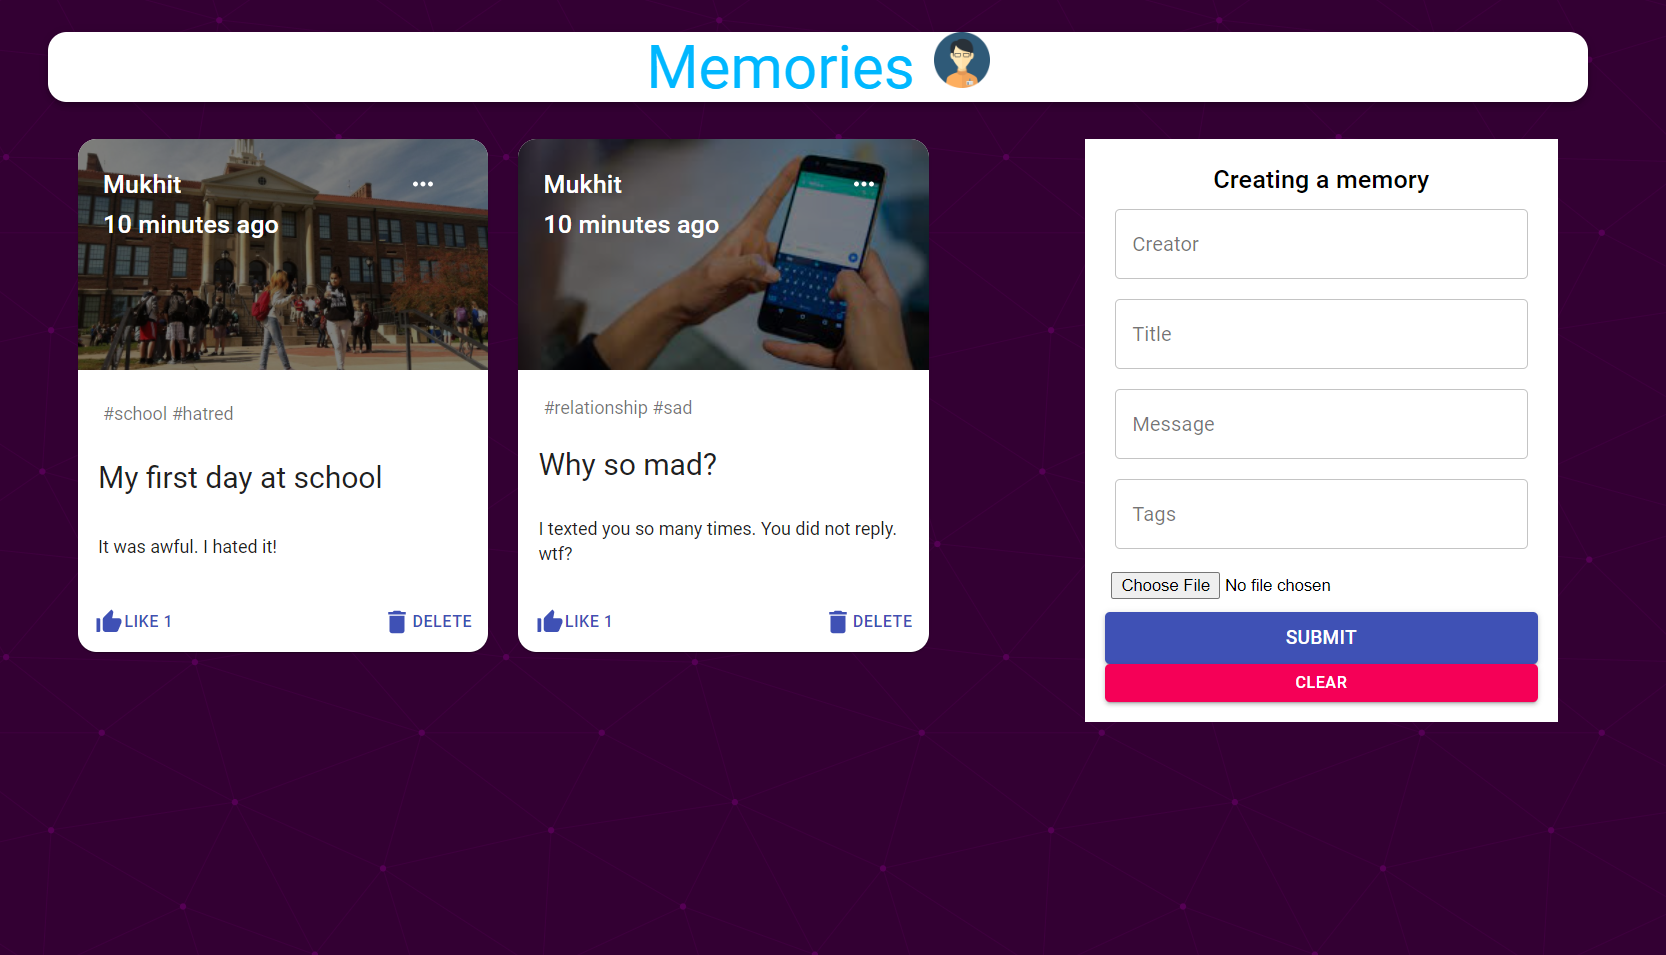 Memories
Mukhit
10 minutes ago
#school #hatred
My first day at school
It was awful. I hated it!
LIKE 1
DELETE
Mukhit
10 minutes ago
#relationship #sad
Why so mad?
I texted you so many times. You did not reply.
wtf?
LIKE 1
DELETE
Creating a memory
Creator
Title
Message
Tags
Choose File No file chosen
SUBMIT
CLEAR